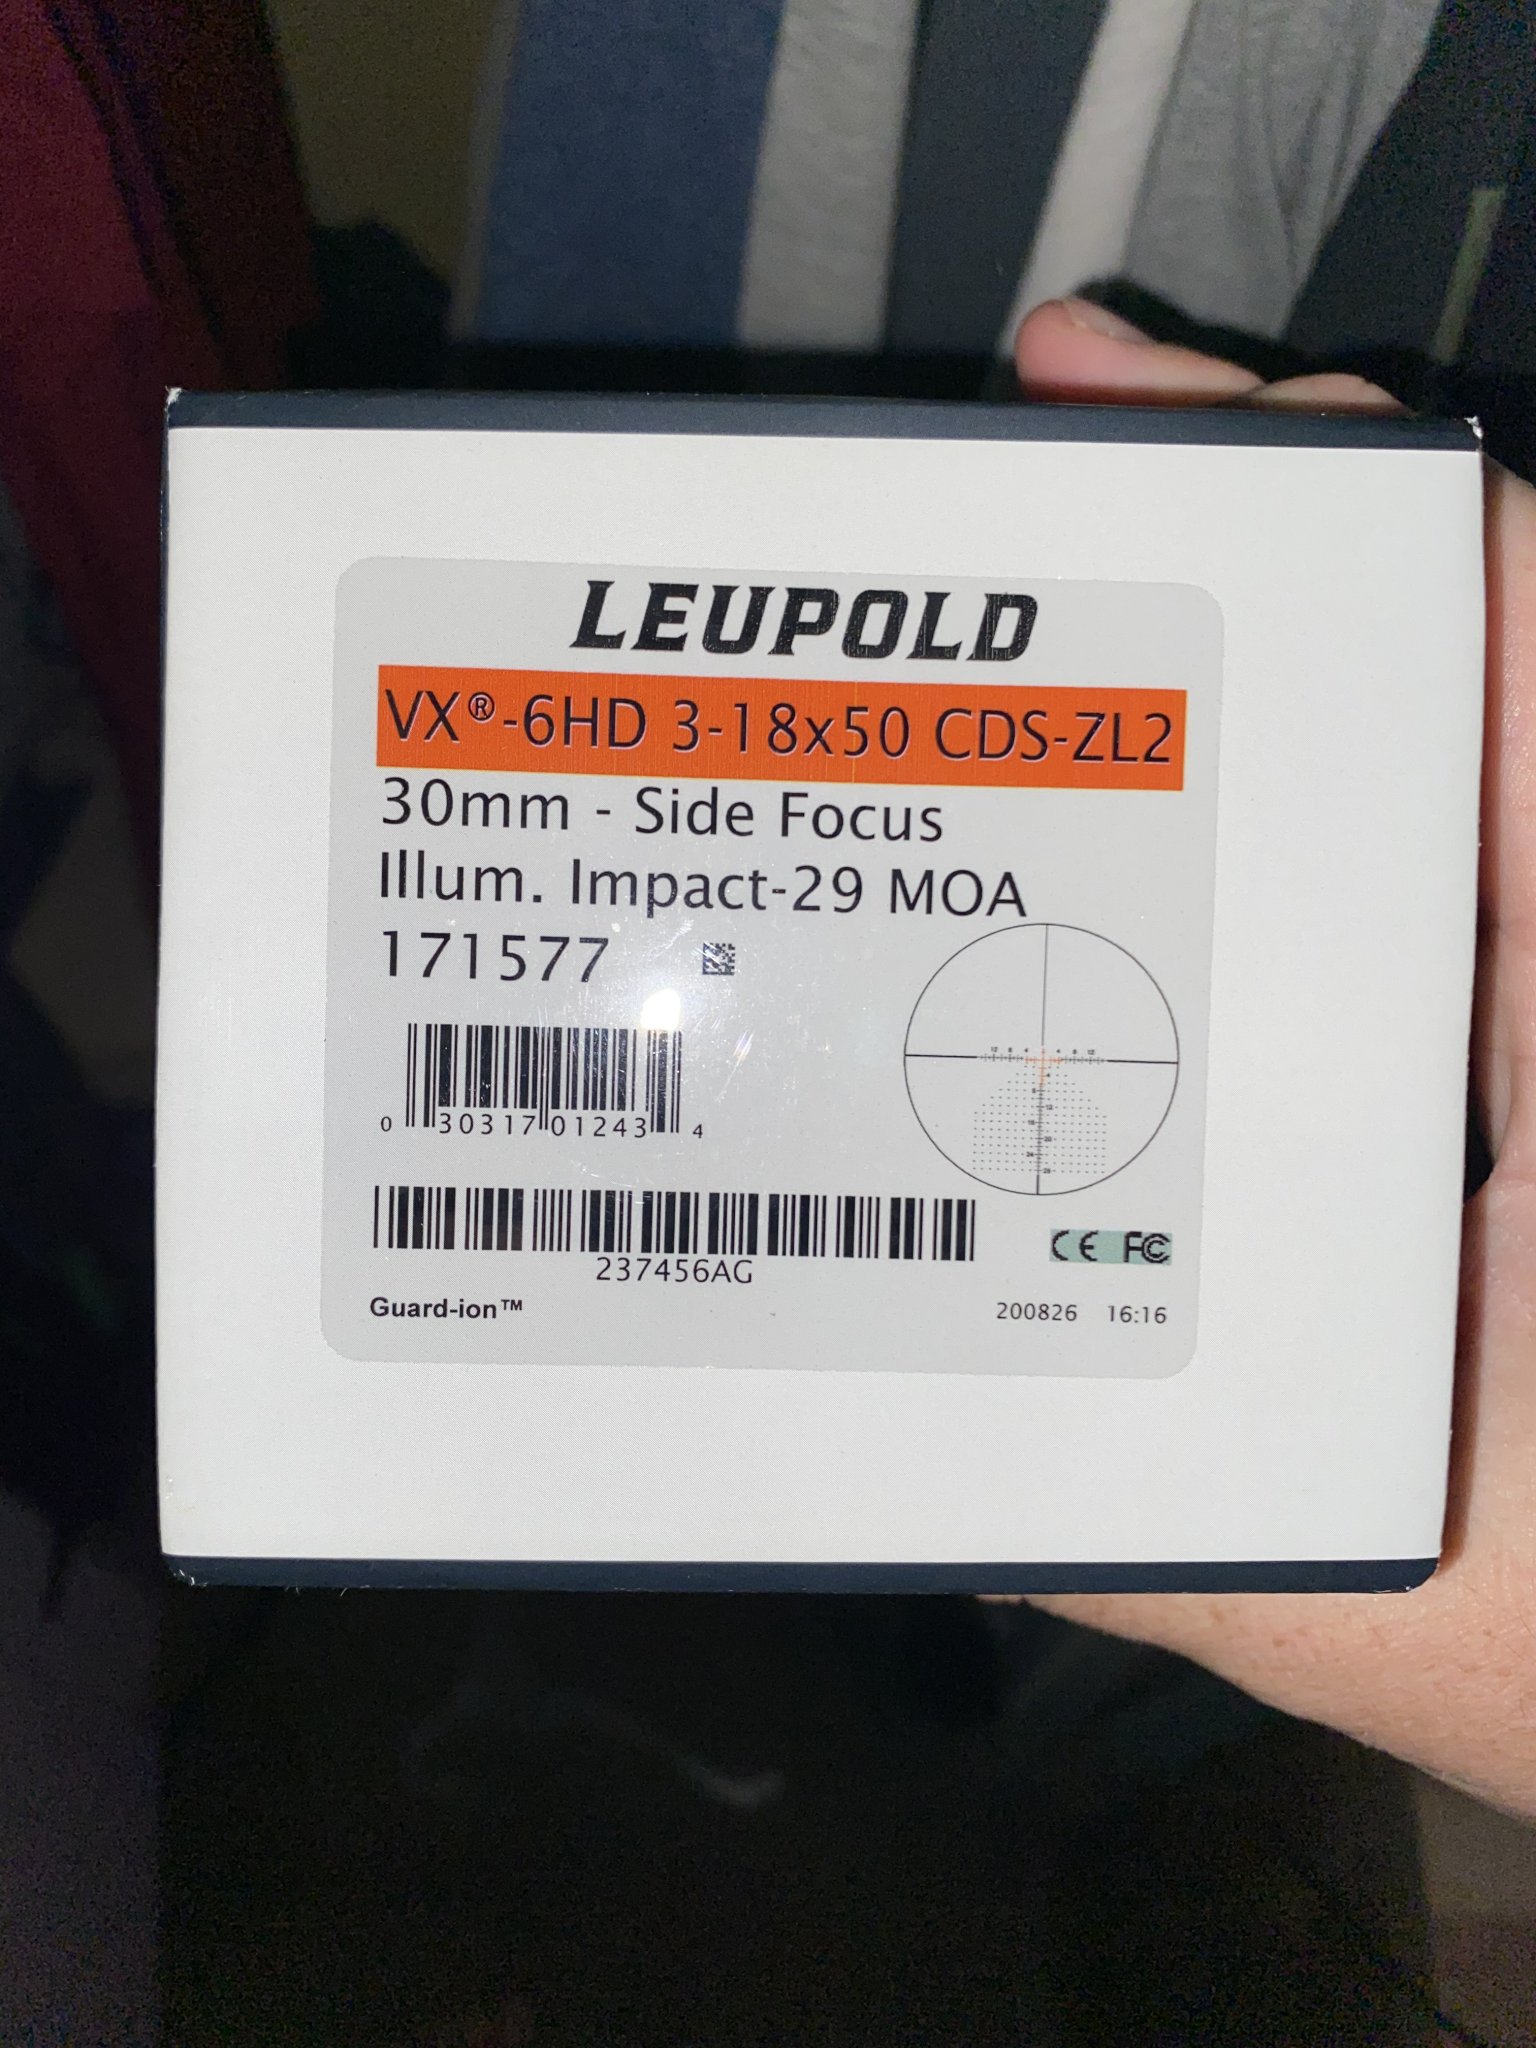 LEUPOLD
VX®-6HD 3-18x50 CDS-ZL2
30mm - Side Focus
Illum. Impact-29 MOA
171577
0 30317 01243 4
237456AG
CE FC
Guard-ion™
200826 16:16